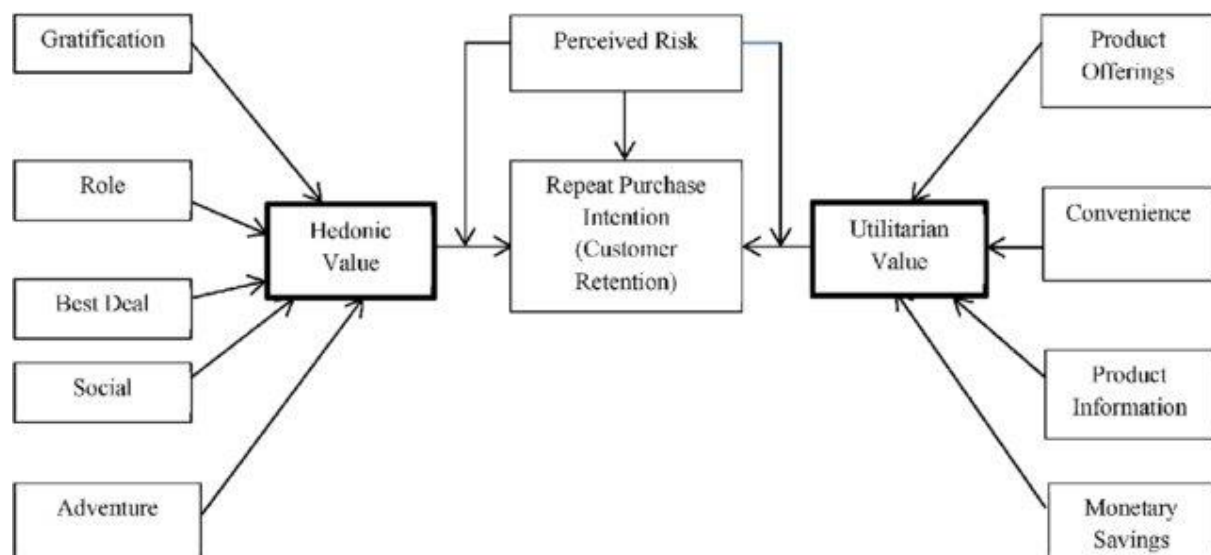 Gratification
Role
Best Deal
Social
Adventure
Hedonic
Value
Perceived Risk
Repeat Purchase
Intention
(Customer
Retention)
Utilitarian
Value
Product
Offerings
Convenience
Product
Information
Monetary
Savings